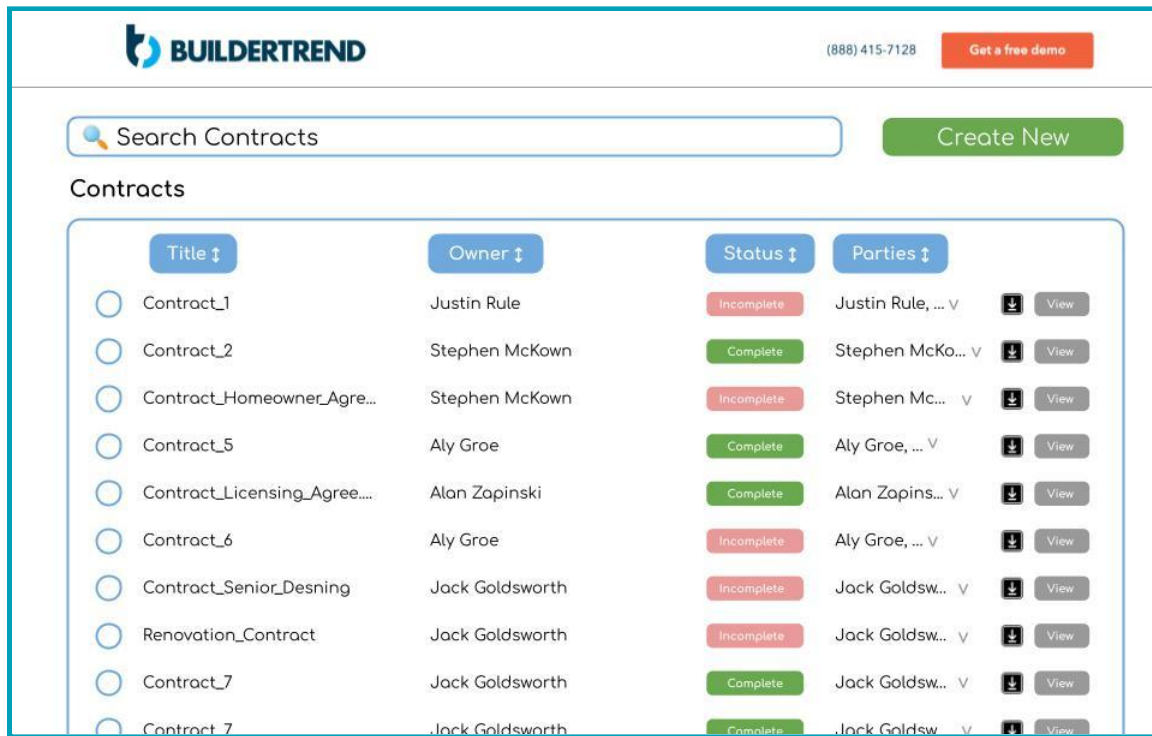 BUILDERTREND (888) 415-7128 Get a free demo
Search Contracts Create New
Contracts
Title ↕ Owner ↕ Status ↕ Parties ↕
Contract_1 Justin Rule Incomplete Justin Rule, ... v View
Contract_2 Stephen McKown Complete Stephen McKo... v View
Contract_Homeowner_Agre... Stephen McKown Incomplete Stephen Mc... v View
Contract_5 Aly Groe Complete Aly Groe, ... v View
Contract_Licensing_Agree.... Alan Zapinski Complete Alan Zapins... v View
Contract_6 Aly Groe Incomplete Aly Groe, ... v View
Contract_Senior_Desning Jack Goldsworth Incomplete Jack Goldsw... v View
Renovation_Contract Jack Goldsworth Incomplete Jack Goldsw... v View
Contract_7 Jack Goldsworth Complete Jack Goldsw... v View
Contract_7 Jack Goldsworth Complete Jack Goldsw... v View